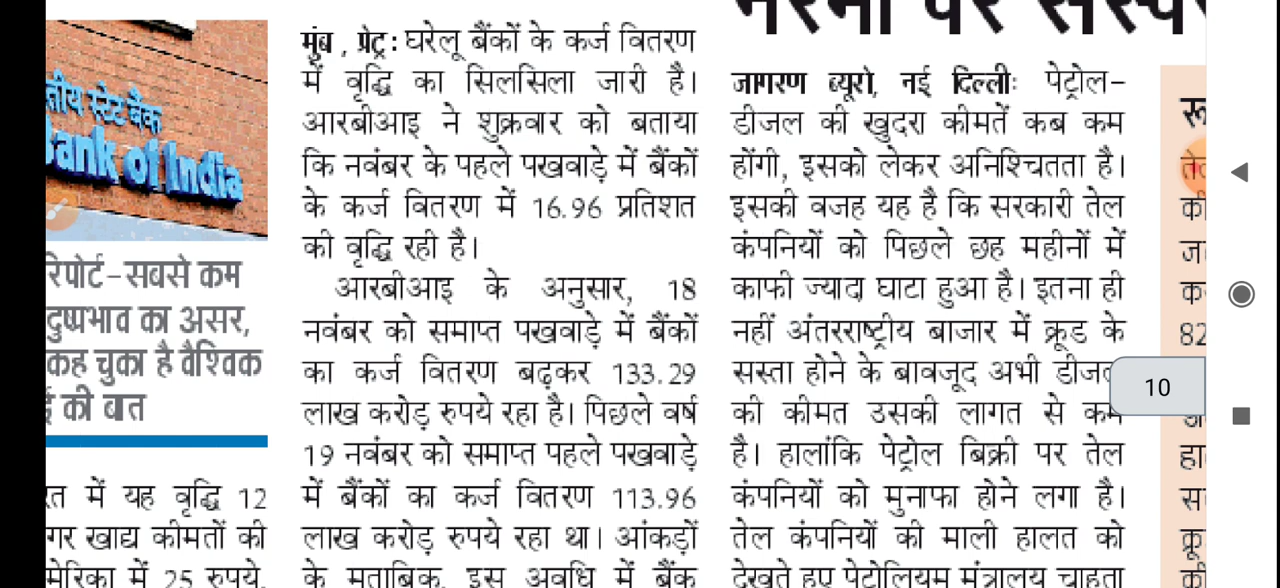 तीय स्टेट बैंक
Bank of India
रिपोर्ट-सबसे कम
दुष्प्रभाव का असर,
कह चुका है वैश्विक
की बात
में यह वृद्धि 12
खाद्य कीमतों की
में 25 रुपये,
मुंब , प्रेट्र : घरेलू बैंकों के कर्ज वितरण
में वृद्धि का सिलसिला जारी है।
आरबीआइ ने शुक्रवार को बताया
कि नवंबर के पहले पखवाड़े में बैंकों
के कर्ज वितरण में 16.96 प्रतिशत
की वृद्धि रही है।
आरबीआइ के अनुसार, 18
नवंबर को समाप्त पखवाड़े में बैंकों
का कर्ज वितरण बढ़कर 133.29
लाख करोड़ रुपये रहा है। पिछले वर्ष
19 नवंबर को समाप्त पहले पखवाड़े
में बैंकों का कर्ज वितरण 113.96
लाख करोड़ रुपये रहा था। आंकड़ों
के मुताबिक, इस अवधि में बैंक
नरमी पर सस्पे
जागरण ब्यूरो, नई दिल्ली: पेट्रोल-
डीजल की खुदरा कीमतें कब कम
होंगी, इसको लेकर अनिश्चितता है।
इसकी वजह यह है कि सरकारी तेल
कंपनियों को पिछले छह महीनों में
काफी ज्यादा घाटा हुआ है। इतना ही
नहीं अंतरराष्ट्रीय बाजार में क्रूड के
सस्ता होने के बावजूद अभी डीजल
की कीमत उसकी लागत से कम
है। हालांकि पेट्रोल बिक्री पर तेल
कंपनियों को मुनाफा होने लगा है।
तेल कंपनियों की माली हालत को
देखते हुए पेट्रोलियम मंत्रालय चाहता
82
10